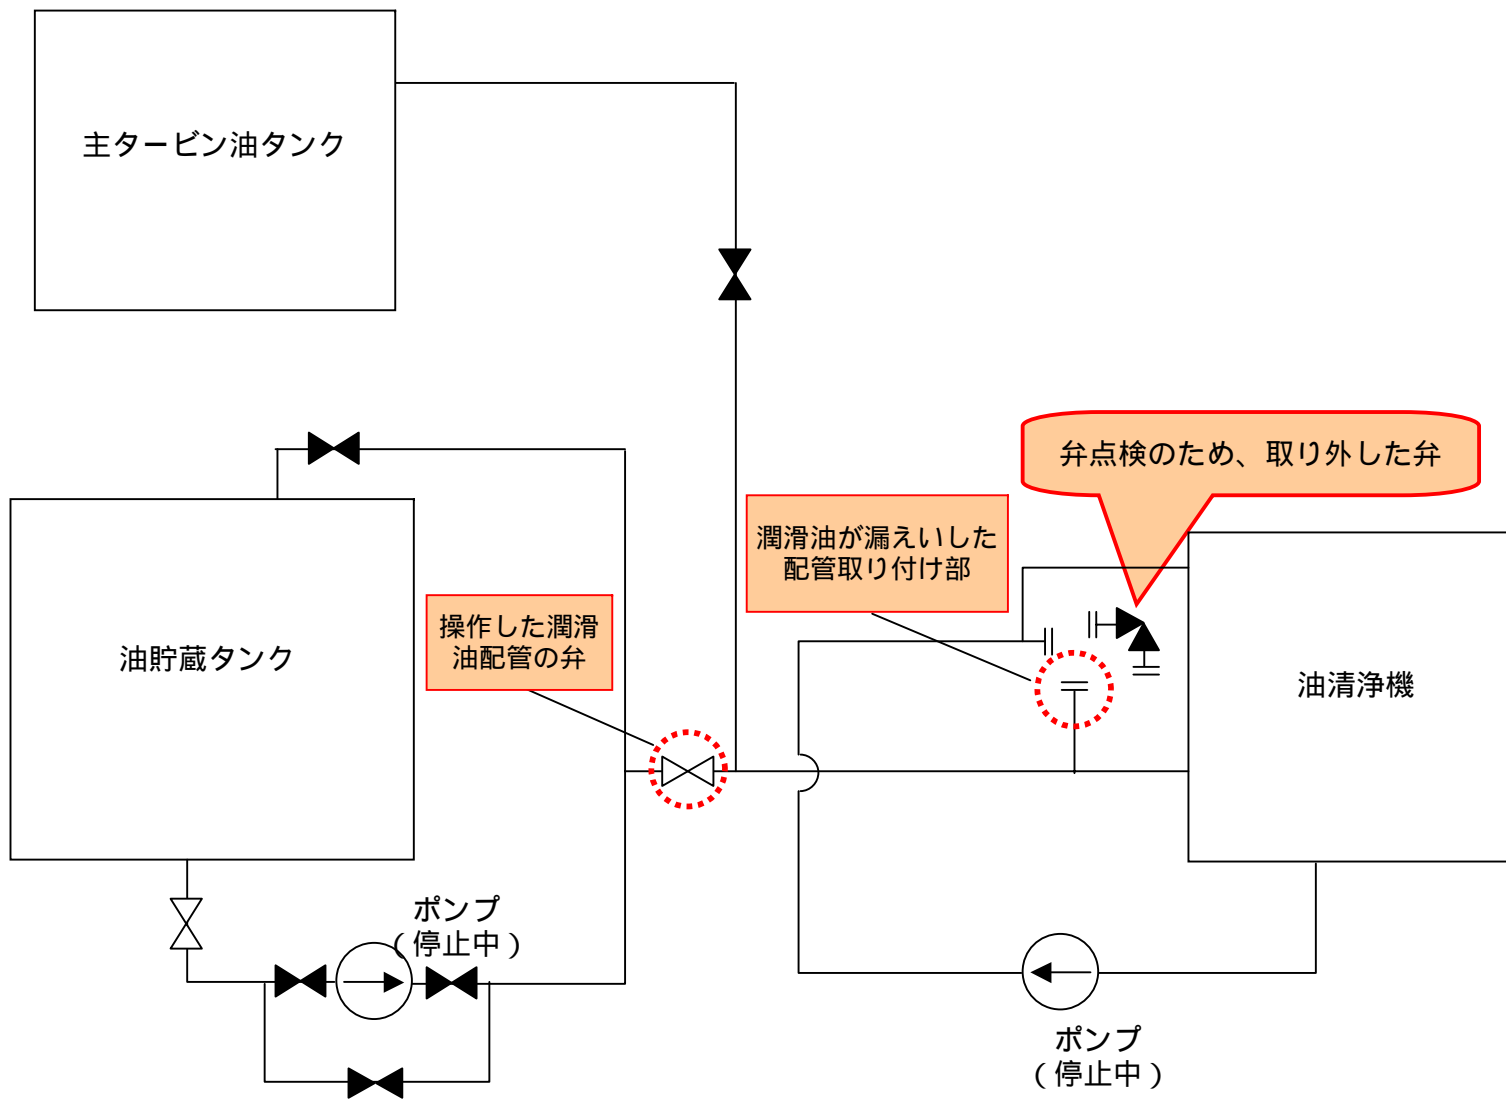 主タービン油タンク
弁点検のため、取り外した弁
潤滑油が漏えいした
配管取り付け部
操作した潤滑
油配管の弁
油貯蔵タンク
油清浄機
ポンプ
(停止中)
ポンプ
(停止中)